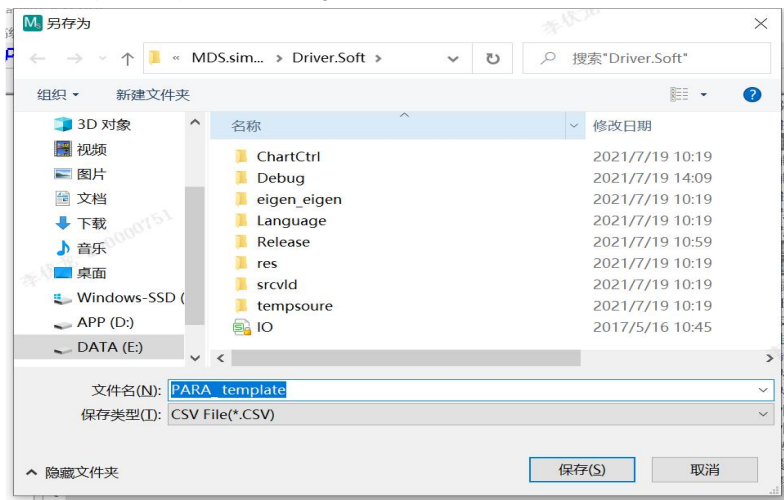 Ms 另存为
« MDS.sim... > Driver.Soft >
搜索"Driver.Soft"
组织
新建文件夹
名称
修改日期
3D 对象
视频
图片
文档
下载
音乐
桌面
Windows-SSD (
APP (D:)
DATA (E:)
ChartCtrl 2021/7/19 10:19
Debug 2021/7/19 14:09
eigen_eigen 2021/7/19 10:19
Language 2021/7/19 10:19
Release 2021/7/19 10:59
res 2021/7/19 10:19
srcvld 2021/7/19 10:19
tempsoure 2021/7/19 10:19
IO 2017/5/16 10:45
文件名(N): PARA_template
保存类型(T): CSV File(*.CSV)
隐藏文件夹
保存(S)
取消